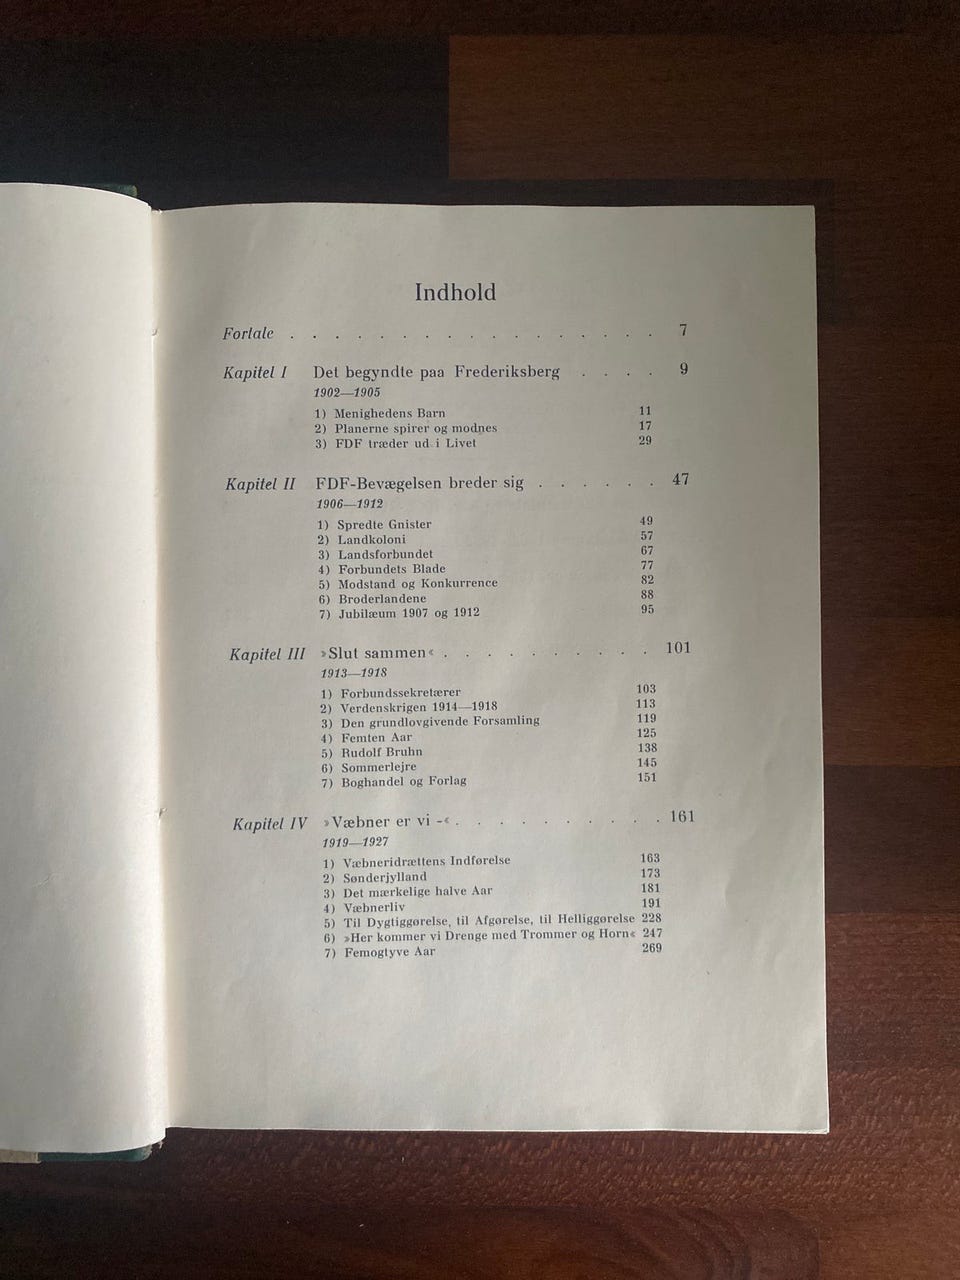 Indhold
Fortale . . . . . . . . . . . . . . . . 7
Kapitel I Det begyndte paa Frederiksberg . . . . 9
1902—1905
1) Menighedens Barn 11
2) Planerne spirer og modnes 17
3) FDF træder ud i Livet 29
Kapitel II FDF-Bevægelsen breder sig . . . . . . 47
1906—1912
1) Spredte Gnister 49
2) Landkoloni 57
3) Landsforbundet 67
4) Forbundets Blade 77
5) Modstand og Konkurrence 82
6) Broderlandene 88
7) Jubilæum 1907 og 1912 95
Kapitel III »Slut sammen« . . . . . . . . . . 101
1913—1918
1) Forbundssekretærer 103
2) Verdenskrigen 1914—1918 113
3) Den grundlovgivende Forsamling 119
4) Femten Aar 125
5) Rudolf Bruhn 138
6) Sommerlejre 145
7) Boghandel og Forlag 151
Kapitel IV »Væbner er vi -« . . . . . . . . . 161
1919—1927
1) Væbneridrættens Indførelse 163
2) Sønderjylland 173
3) Det mærkelige halve Aar 181
4) Væbnerliv 191
5) Til Dygtiggørelse, til Afgørelse, til Helliggørelse 228
6) »Her kommer vi Drenge med Trommer og Horn« 247
7) Femogtyve Aar 269